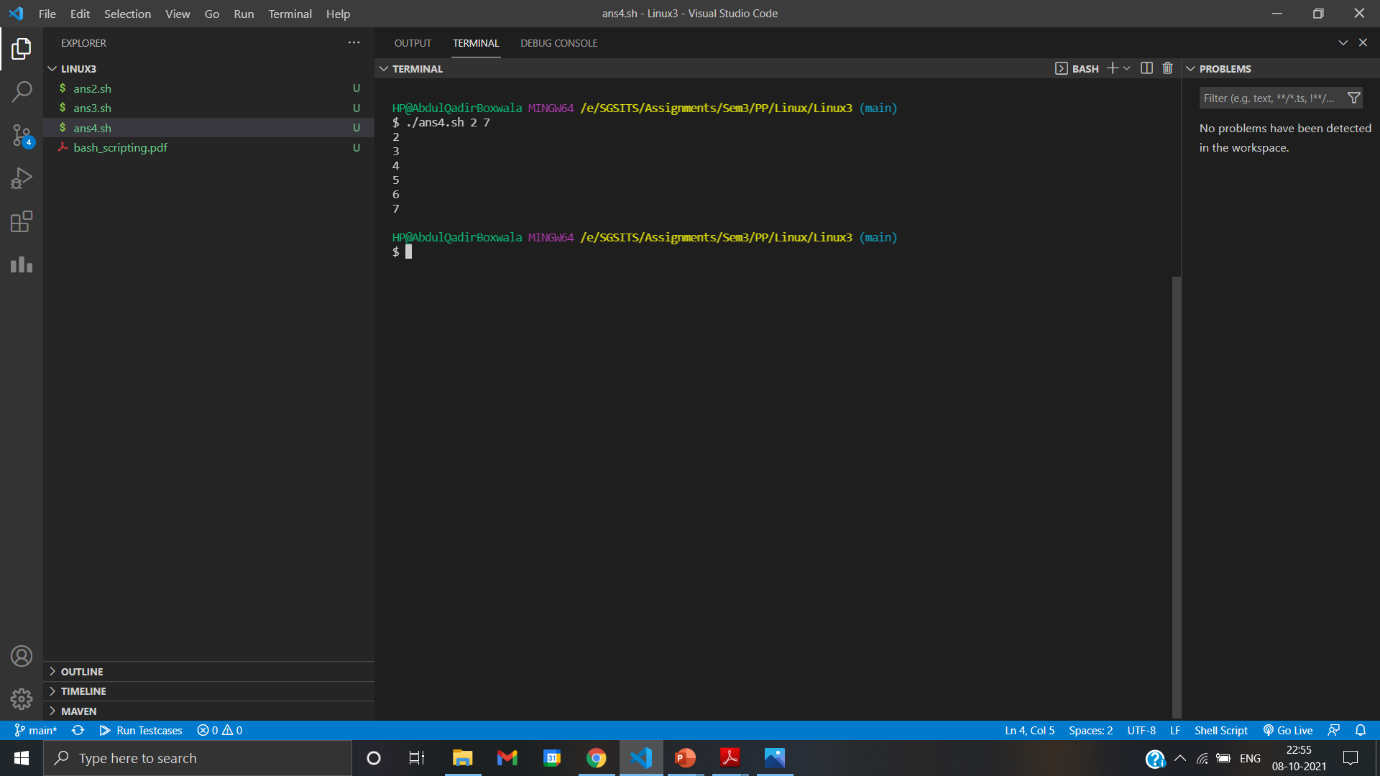 File Edit Selection View Go Run Terminal Help
ans4.sh - Linux3 - Visual Studio Code
EXPLORER
LINUX3
$ ans2.sh U
$ ans3.sh U
$ ans4.sh U
bash_scripting.pdf U
4
OUTLINE
TIMELINE
MAVEN
OUTPUT TERMINAL DEBUG CONSOLE
TERMINAL
BASH
HP@AbdulQadirBoxwala MINGW64 /e/SGSITS/Assignments/Sem3/PP/Linux/Linux3 (main)
$ ./ans4.sh 2 7
2
3
4
5
6
7
HP@AbdulQadirBoxwala MINGW64 /e/SGSITS/Assignments/Sem3/PP/Linux/Linux3 (main)
$
PROBLEMS
Filter (e.g. text, **/*.ts, !**/...
No problems have been detected
in the workspace.
main* Run Testcases 0 0
Ln 4, Col 5 Spaces: 2 UTF-8 LF Shell Script Go Live
Type here to search
31
ENG
22:55
08-10-2021